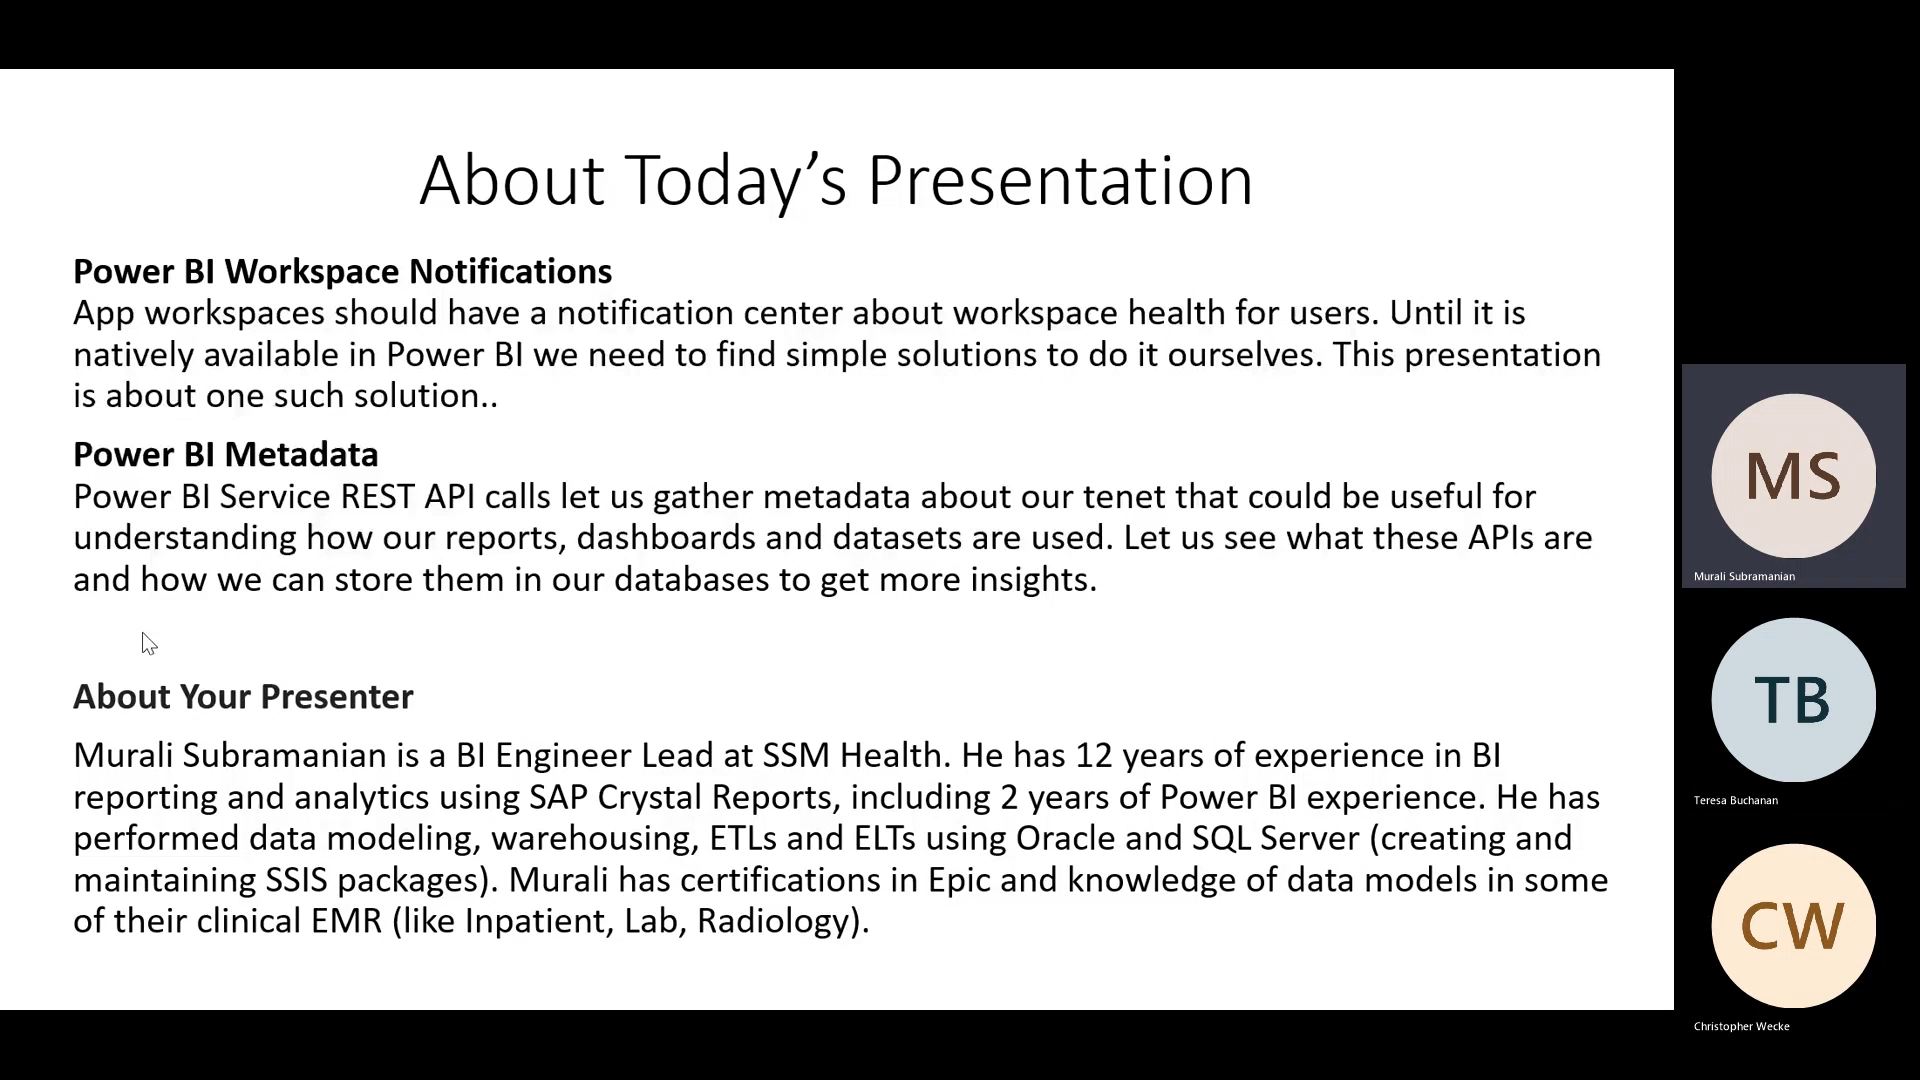 About Today’s Presentation
Power BI Workspace Notifications
App workspaces should have a notification center about workspace health for users. Until it is
natively available in Power BI we need to find simple solutions to do it ourselves. This presentation
is about one such solution..
Power BI Metadata
Power BI Service REST API calls let us gather metadata about our tenet that could be useful for
understanding how our reports, dashboards and datasets are used. Let us see what these APIs are
and how we can store them in our databases to get more insights.
About Your Presenter
Murali Subramanian is a BI Engineer Lead at SSM Health. He has 12 years of experience in BI
reporting and analytics using SAP Crystal Reports, including 2 years of Power BI experience. He has
performed data modeling, warehousing, ETLs and ELTs using Oracle and SQL Server (creating and
maintaining SSIS packages). Murali has certifications in Epic and knowledge of data models in some
of their clinical EMR (like Inpatient, Lab, Radiology).
MS
Murali Subramanian
TB
Teresa Buchanan
CW
Christopher Wecke